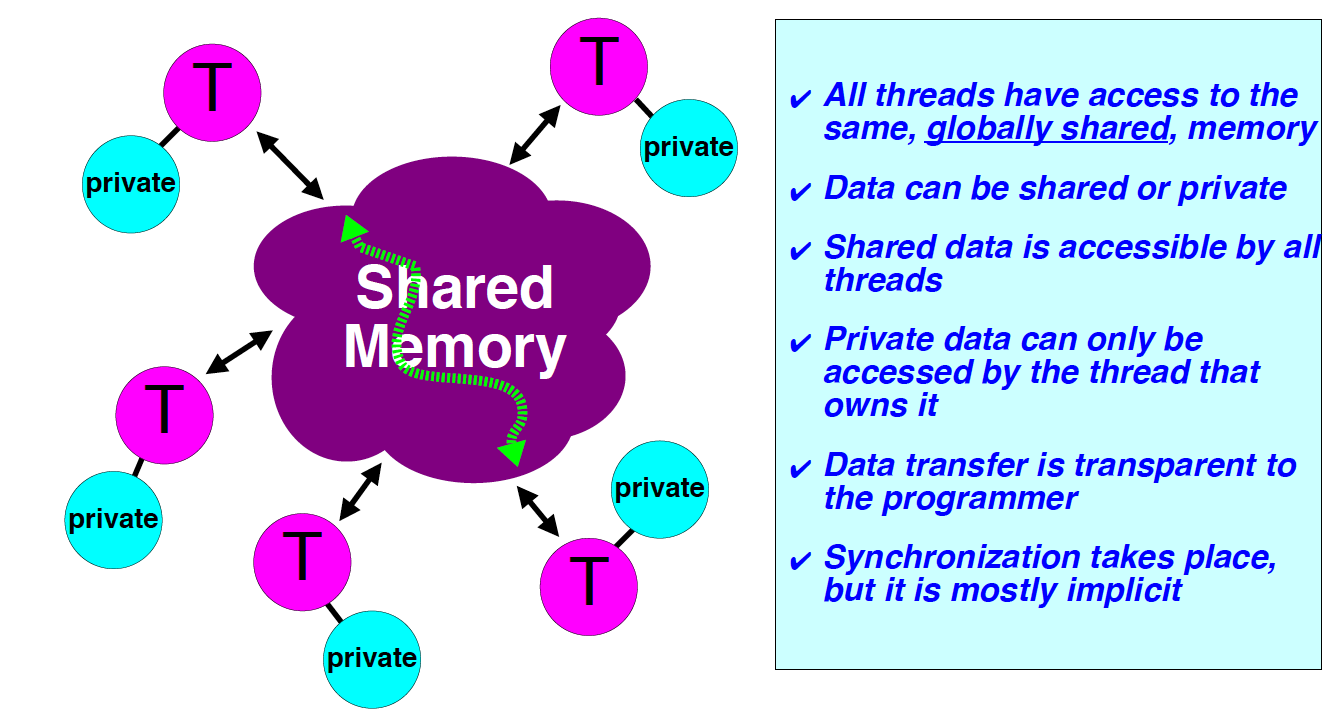 T
private
T
private
Shared
Memory
T
private
T
private
T
private
✔ All threads have access to the
same, globally shared, memory
✔ Data can be shared or private
✔ Shared data is accessible by all
threads
✔ Private data can only be
accessed by the thread that
owns it
✔ Data transfer is transparent to
the programmer
✔ Synchronization takes place,
but it is mostly implicit